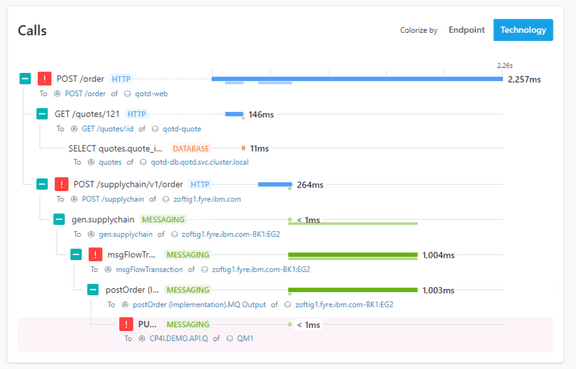 Calls
Colorize by Endpoint Technology
2.26s
! POST /order HTTP 2,257ms
To POST /order of qotd-web
GET /quotes/121 HTTP 146ms
To GET /quotes/:id of qotd-quote
SELECT quotes.quote_i... DATABASE 11ms
To quotes of qotd-db.qotd.svc.cluster.local
! POST /supplychain/v1/order HTTP 264ms
To POST /supplychain of zoftig1.fyre.ibm.com
gen.supplychain MESSAGING < 1ms
To gen.supplychain of zoftig1.fyre.ibm.com-BK1:EG2
! msgFlowTr... MESSAGING 1,004ms
To msgFlowTransaction of zoftig1.fyre.ibm.com-BK1:EG2
postOrder (I... MESSAGING 1,003ms
To postOrder (Implementation).MQ Output of zoftig1.fyre.ibm.com-BK1:EG2
! PU... MESSAGING < 1ms
To CP4I.DEMO.API.Q of QM1